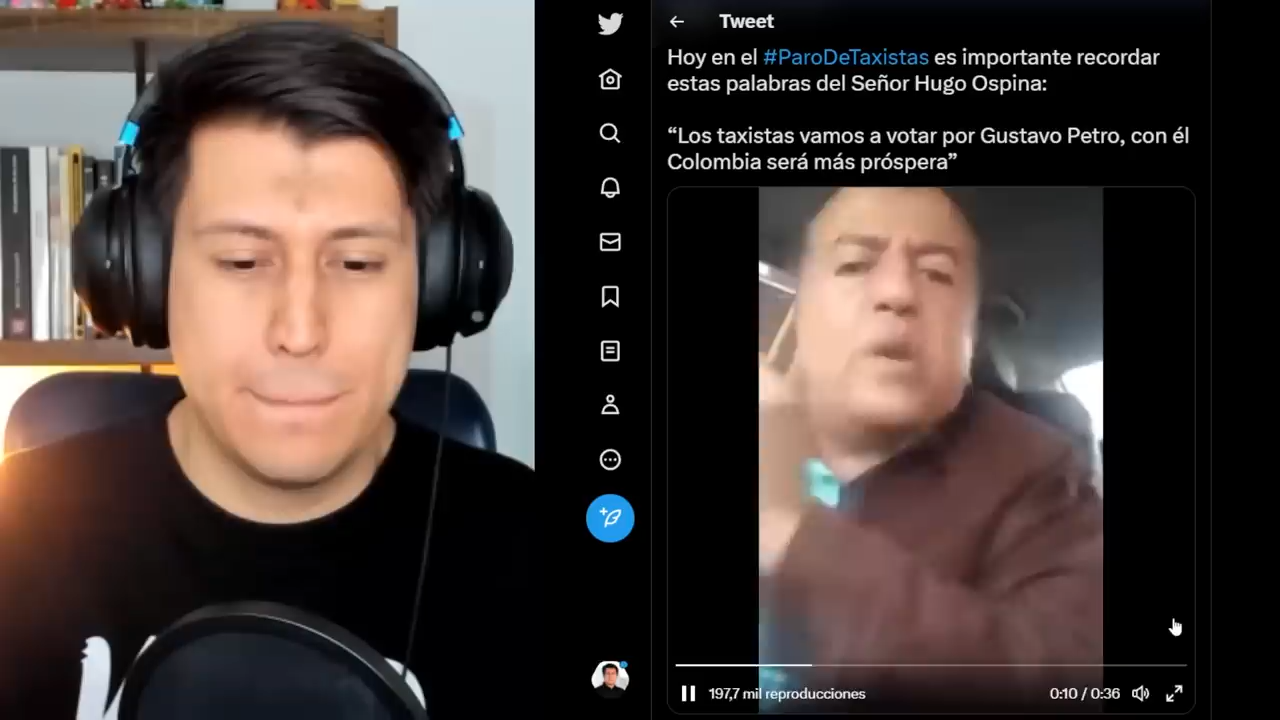 Tweet
Hoy en el #ParoDeTaxistas es importante recordar
estas palabras del Señor Hugo Ospina:
“Los taxistas vamos a votar por Gustavo Petro, con él
Colombia será más próspera”
197,7 mil reproducciones
0:10 / 0:36